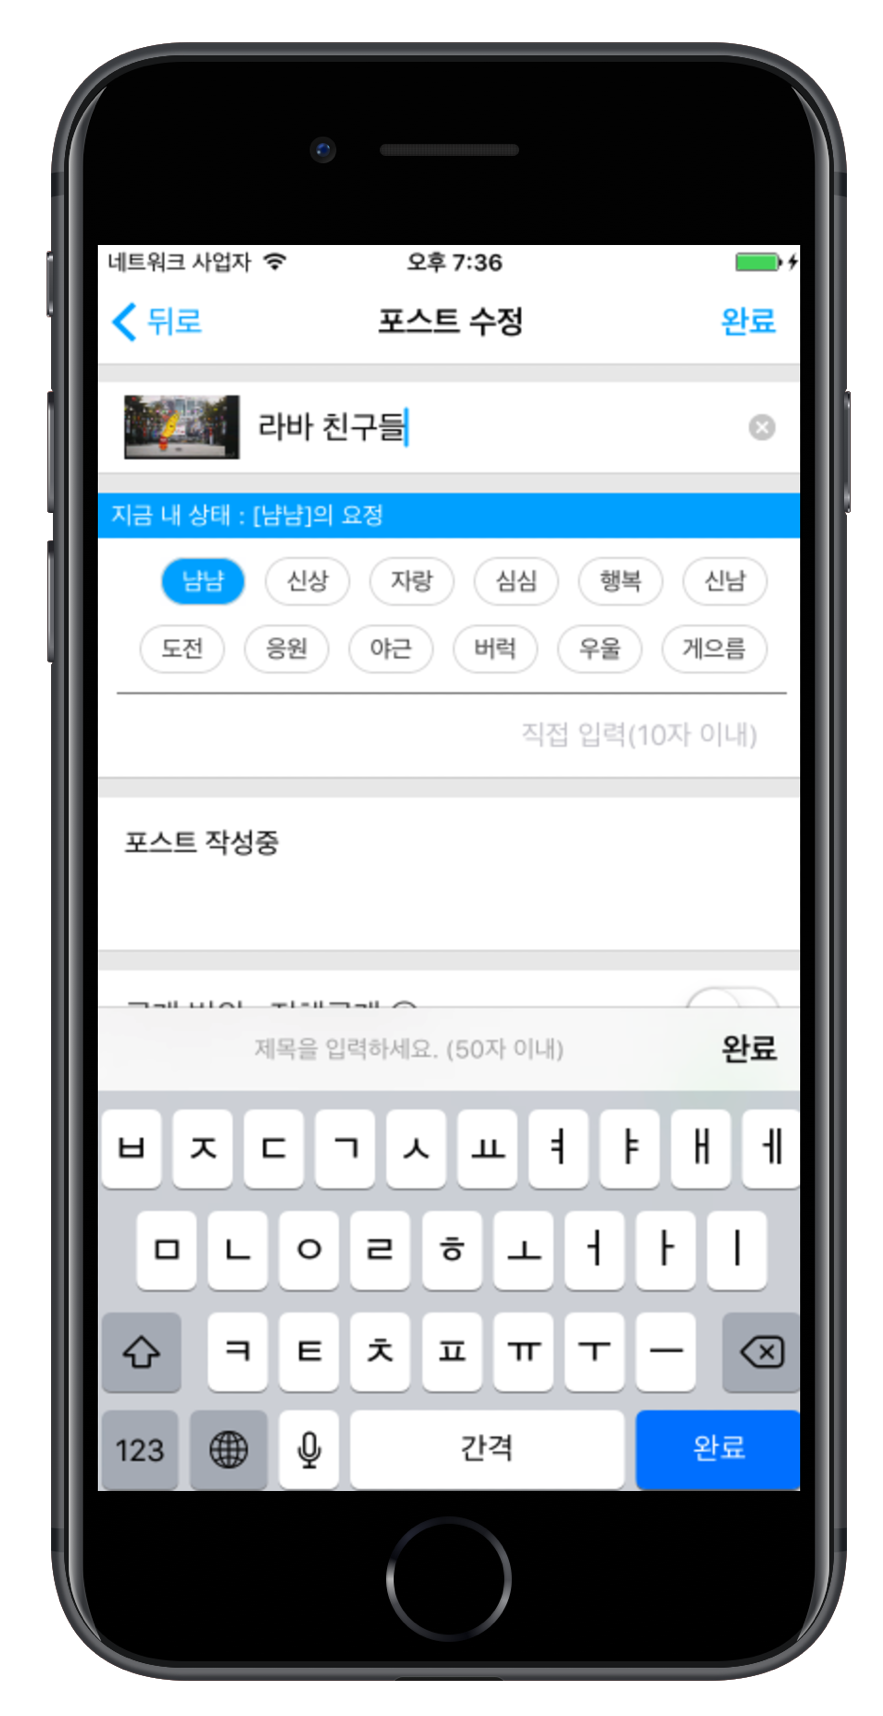 네트워크 사업자 오후 7:36
뒤로 포스트 수정 완료
라바 친구들
지금 내 상태 : [냠냠]의 요정
냠냠 신상 자랑 심심 행복 신남
도전 응원 야근 버럭 우울 게으름
직접 입력(10자 이내)
포스트 작성중
제목을 입력하세요. (50자 이내) 완료
ㅂ ㅈ ㄷ ㄱ ㅅ ㅛ ㅕ ㅑ ㅐ ㅔ
ㅁ ㄴ ㅇ ㄹ ㅎ ㅗ ㅓ ㅏ ㅣ
ㅋ ㅌ ㅊ ㅍ ㅠ ㅜ ㅡ
123 간격 완료